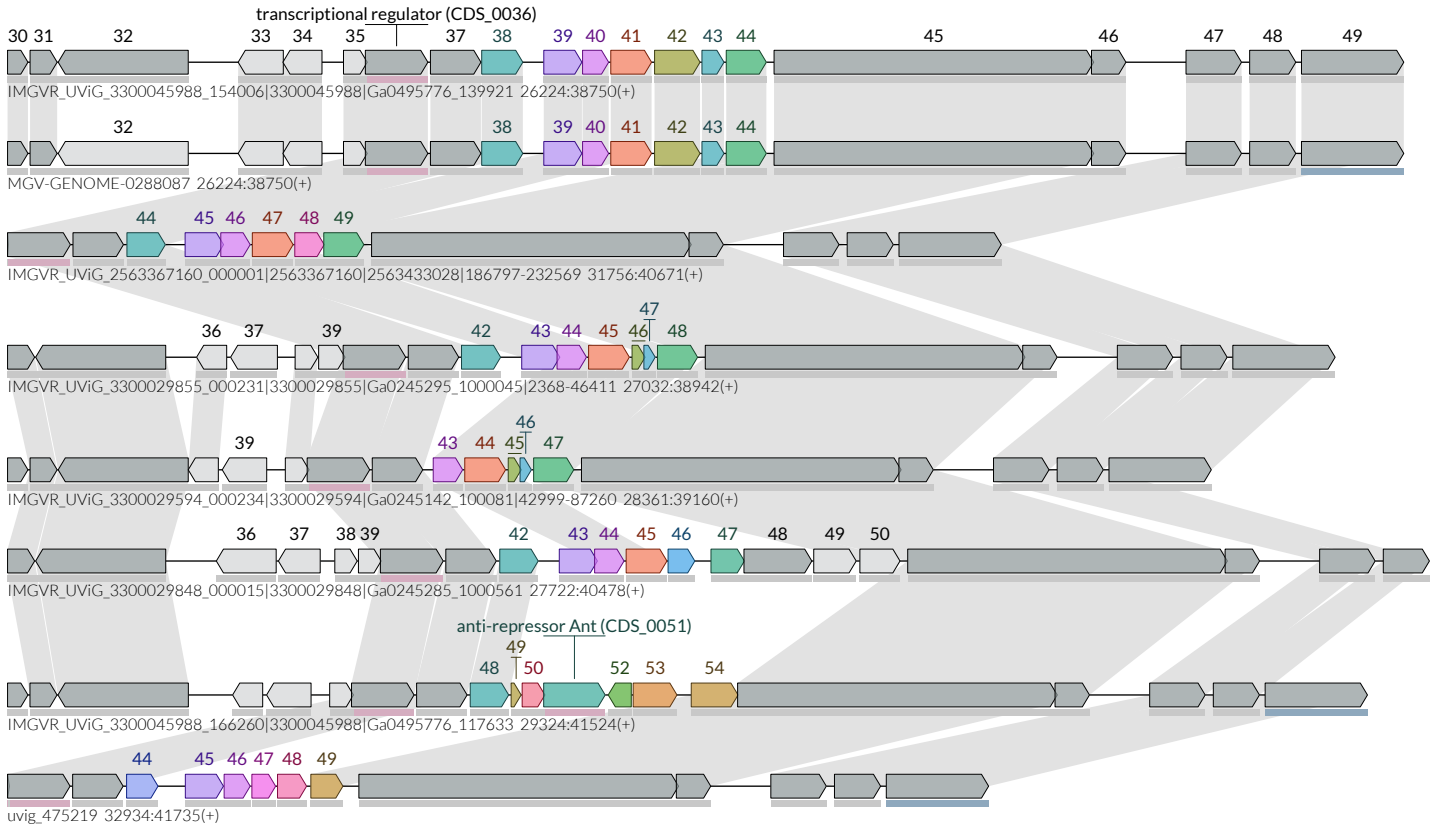 transcriptional regulator (CDS_0036)
30 31 32 33 34 35 37 38 39 40 41 42 43 44 45 46 47 48 49
IMGVR_UViG_3300045988_154006|3300045988|Ga0495776_139921 26224:38750(+)
32 38 39 40 41 42 43 44
MGV-GENOME-0288087 26224:38750(+)
44 45 46 47 48 49
IMGVR_UViG_2563367160_000001|2563367160|2563433028|186797-232569 31756:40671(+)
47
36 37 39 42 43 44 45 46 48
IMGVR_UViG_3300029855_000231|3300029855|Ga0245295_1000045|2368-46411 27032:38942(+)
46
39 43 44 45 47
IMGVR_UViG_3300029594_000234|3300029594|Ga0245142_100081|42999-87260 28361:39160(+)
36 37 38 39 42 43 44 45 46 47 48 49 50
IMGVR_UViG_3300029848_000015|3300029848|Ga0245285_1000561 27722:40478(+)
anti-repressor Ant (CDS_0051)
49
48 50 52 53 54
IMGVR_UViG_3300045988_166260|3300045988|Ga0495776_117633 29324:41524(+)
44 45 46 47 48 49
uvig_475219 32934:41735(+)